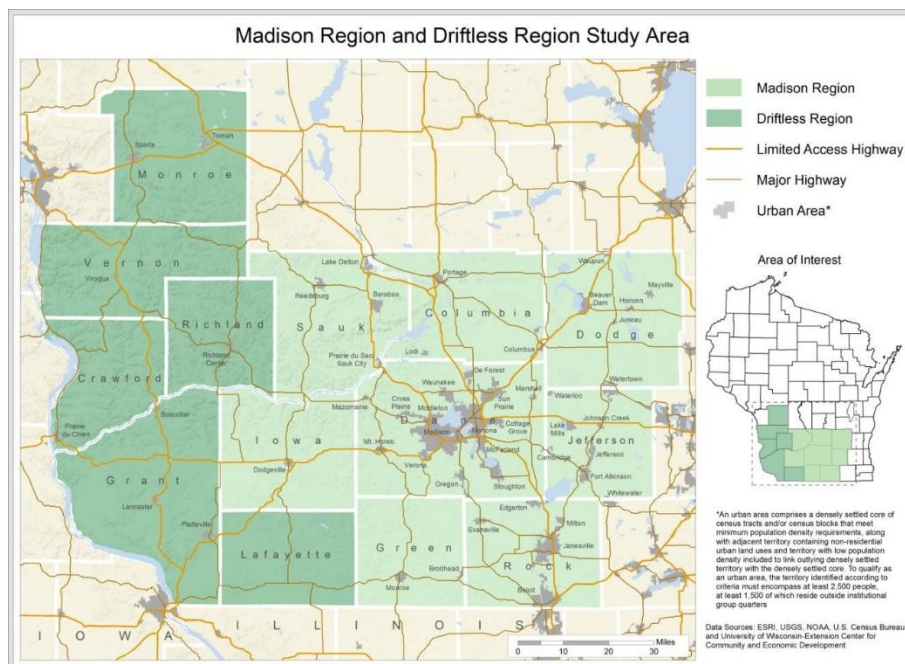 Madison Region and Driftless Region Study Area
Madison Region
Driftless Region
Limited Access Highway
Major Highway
Urban Area*
Area of Interest
Tomah
Sparta
Monroe
Vernon
Viroqua
Richland
Richland
Center
Crawford
Prairie
du Chien
Boscobel
Grant
Lancaster
Platteville
Lafayette
Lake Delton
Reedsburg
Baraboo
Sauk
Prairie du Sac
Sauk City
Portage
Columbia
Lodi
Columbus
Waupun
Beaver
Dam
Horicon
Mayville
Juneau
Dodge
De Forest
Waunakee
Marshall
Watertown
Sun
Prairie
Waterloo
Mazomanie
Cross
Plains
Middleton
Dane
Madison
Monona
Cottage
Grove
Lake
Mills
Johnson Creek
Jefferson
Jefferson
Iowa
Mt. Horeb
McFarland
Cambridge
Dodgeville
Verona
Fort Atkinson
Oregon
Stoughton
Whitewater
Edgerton
Evansville
Milton
Green
Janesville
Rock
Brodhead
Monroe
Beloit
IOWA
ILLINOIS
Miles
0 5 10 20 30
*An urban area comprises a densely settled core of
census tracts and/or census blocks that meet
minimum population density requirements, along
with adjacent territory containing non-residential
urban land uses and territory with low population
density included to link outlying densely settled
territory with the densely settled core. To qualify as
an urban area, the territory identified according to
criteria must encompass at least 2,500 people,
at least 1,500 of which reside outside institutional
group quarters
Data Sources: ESRI, USGS, NOAA, U.S. Census Bureau
and University of Wisconsin-Extension Center for
Community and Economic Development